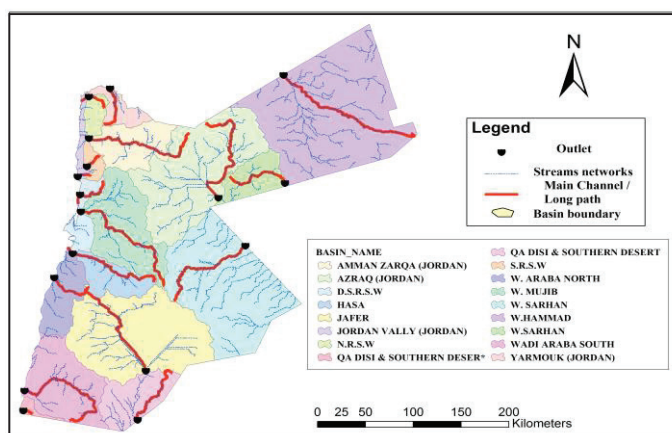 N
Legend
Outlet
Streams networks
Main Channel /
Long path
Basin boundary
BASIN_NAME
AMMAN ZARQA (JORDAN)
AZRAQ (JORDAN)
D.S.R.S.W
HASA
JAFER
JORDAN VALLY (JORDAN)
N.R.S.W
QA DISI & SOUTHERN DESER*
QA DISI & SOUTHERN DESERT
S.R.S.W
W. ARABA NORTH
W. MUJIB
W. SARHAN
W.HAMMAD
W.SARHAN
WADI ARABA SOUTH
YARMOUK (JORDAN)
0 25 50 100 150 200
Kilometers